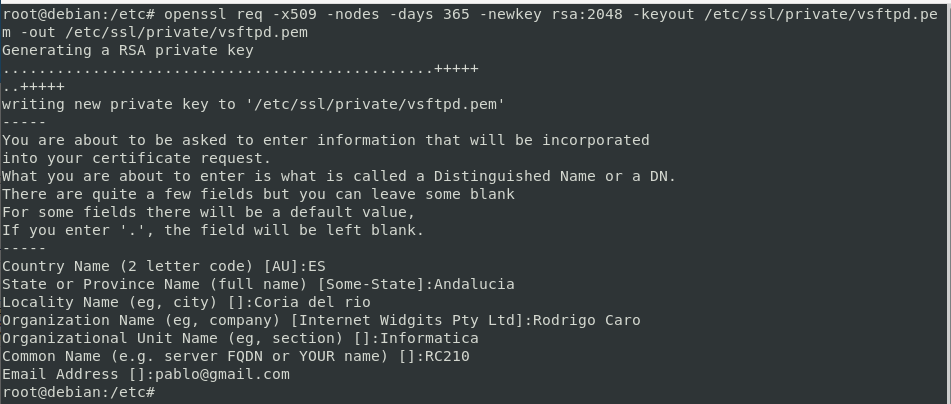 root@debian:/etc# openssl req -x509 -nodes -days 365 -newkey rsa:2048 -keyout /etc/ssl/private/vsftpd.pe
m -out /etc/ssl/private/vsftpd.pem
Generating a RSA private key
................................................+++++
..+++++
writing new private key to '/etc/ssl/private/vsftpd.pem'
-----
You are about to be asked to enter information that will be incorporated
into your certificate request.
What you are about to enter is what is called a Distinguished Name or a DN.
There are quite a few fields but you can leave some blank
For some fields there will be a default value,
If you enter '.', the field will be left blank.
-----
Country Name (2 letter code) [AU]:ES
State or Province Name (full name) [Some-State]:Andalucia
Locality Name (eg, city) []:Coria del rio
Organization Name (eg, company) [Internet Widgits Pty Ltd]:Rodrigo Caro
Organizational Unit Name (eg, section) []:Informatica
Common Name (e.g. server FQDN or YOUR name) []:RC210
Email Address []:pablo@gmail.com
root@debian:/etc#